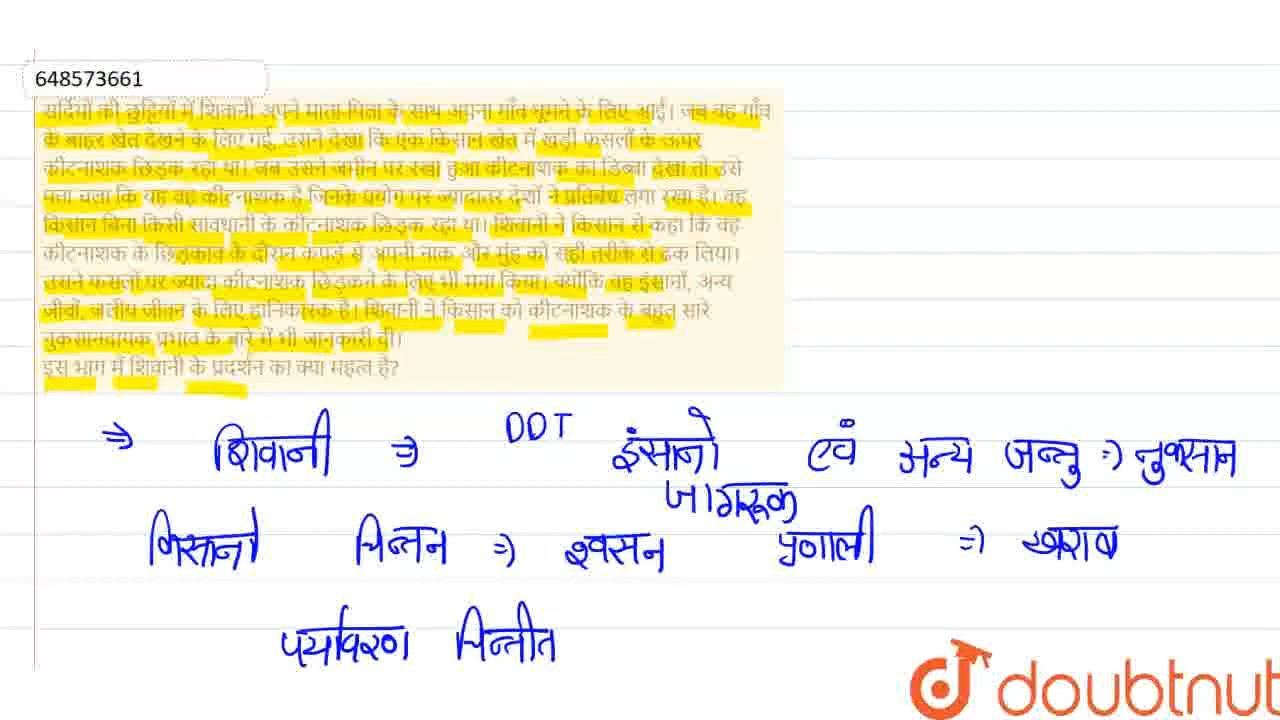 648573661
सर्दियों की छुट्टियों में शिवानी अपने माता-पिता के साथ अपना गाँव घूमने के लिए आई। जब वह गाँव
के बाहर खेत देखने के लिए गई, उसने देखा कि एक किसान खेत में खड़ी फसलों के ऊपर
कीटनाशक छिड़क रहा था। जब उसने जमीन पर रखा हुआ कीटनाशक का डिब्बा देखा तो उसे
पता चला कि यह वह कीटनाशक है जिनके प्रयोग पर ज्यादातर देशों ने प्रतिबंध लगा रखा है। वह
किसान बिना किसी सावधानी के कीटनाशक छिड़क रहा था। शिवानी ने किसान से कहा कि वह
कीटनाशक के छिड़काव के दौरान कपड़े से अपनी नाक और मुंह को सही तरीके से ढक लिया।
उसने फसलों पर ज्यादा कीटनाशक छिड़कने के लिए भी मना किया। क्योंकि वह इंसानों, अन्य
जीवों, जलीय जीवन के लिए हानिकारक है। शिवानी ने किसान को कीटनाशक के बहुत सारे
नुकसानदायक प्रभाव के बारे में भी जानकारी दी।
इस भाग में शिवानी के प्रदर्शन का क्या महत्व है?
⇒ शिवानी ⇒ DDT इंसानो एवं अन्य जन्तु ⇒ नुकसान
जागरूक
किसानो चिन्तन ⇒ श्वसन प्रणाली ⇒ खराब
पर्यावरण चिन्तीत
doubtnut